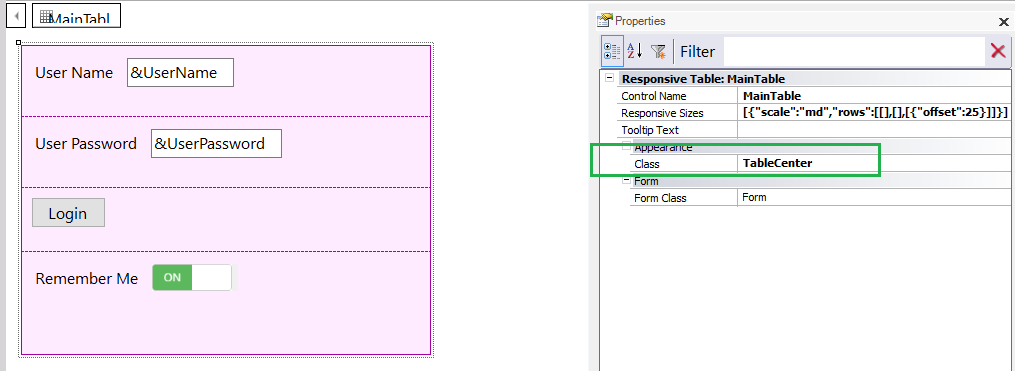 MainTabl
User Name &UserName
User Password &UserPassword
Login
Remember Me ON
Properties
A Z Filter
Responsive Table: MainTable
Control Name MainTable
Responsive Sizes [{"scale":"md","rows":[[],[],[{"offset":25}]]}]
Tooltip Text
Appearance
Class TableCenter
Form
Form Class Form